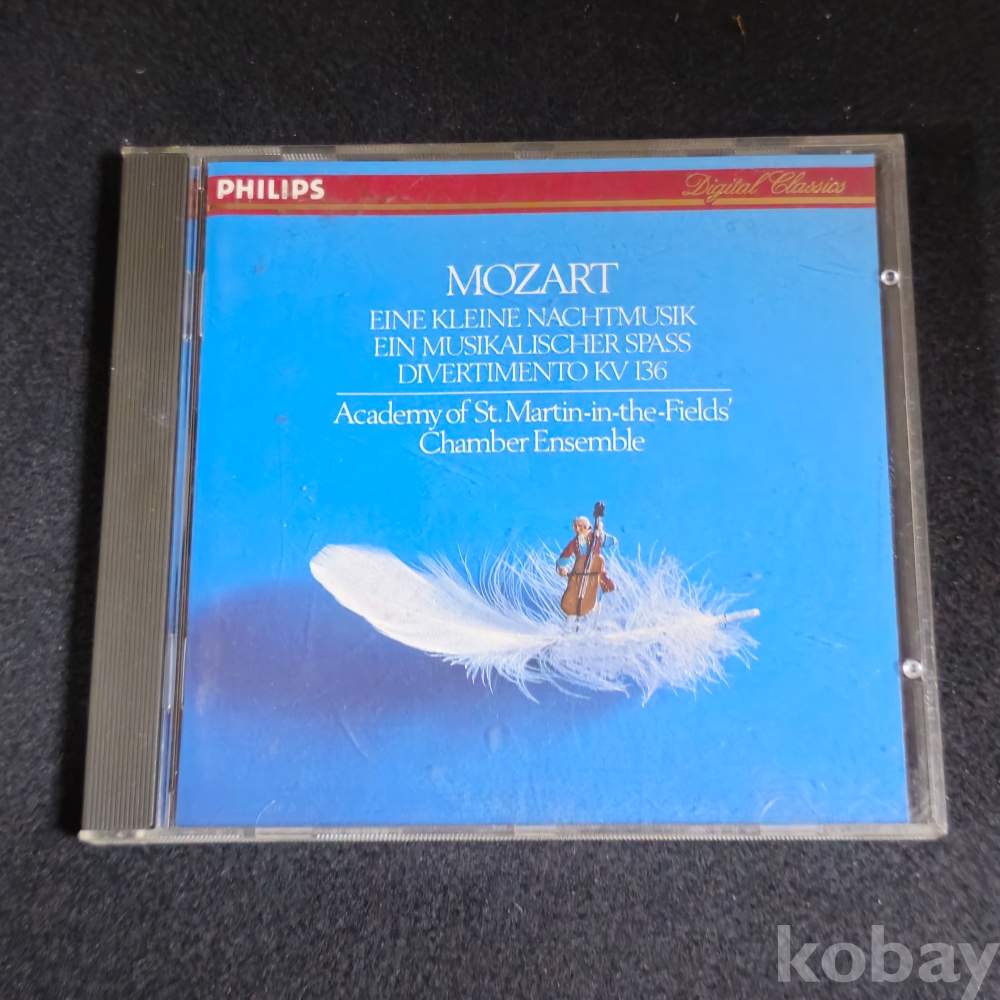 PHILIPS
Digital Classics
MOZART
EINE KLEINE NACHTMUSIK
EIN MUSIKALISCHER SPASS
DIVERTIMENTO KV 136
Academy of St. Martin-in-the-Fields'
Chamber Ensemble
kobay